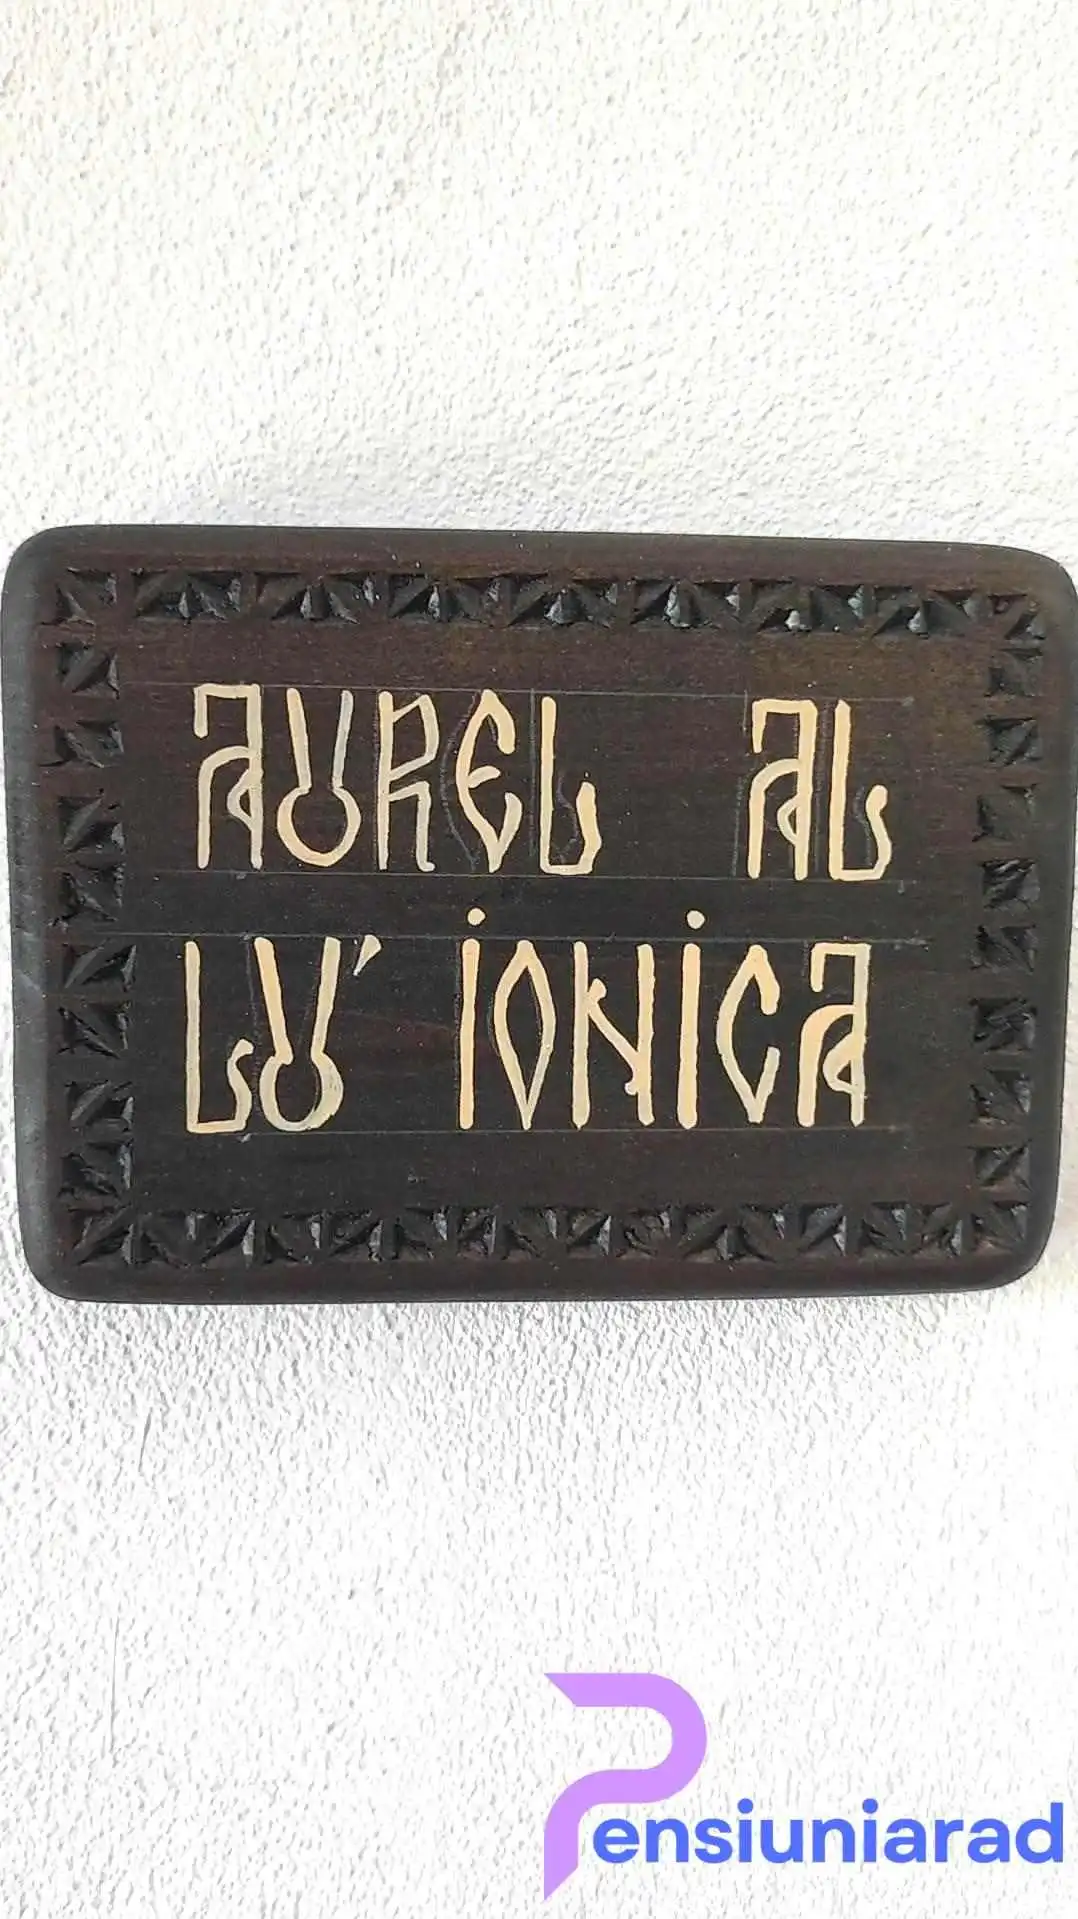 AUREL AL
LU' IONICA
Pensiuniarad